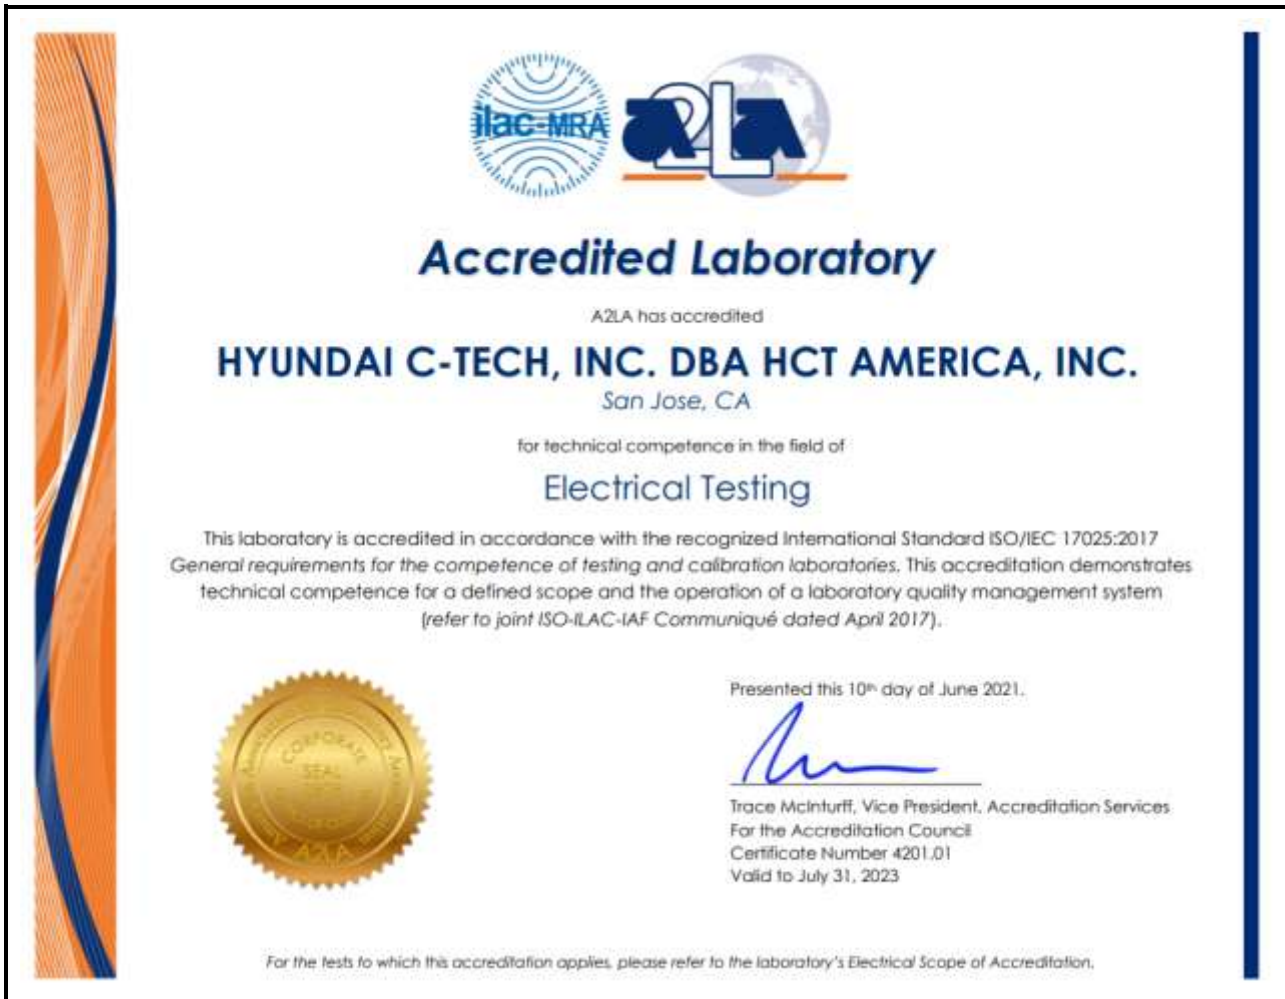 ilac-MRA
A2LA
Accredited Laboratory
A2LA has accredited
HYUNDAI C-TECH, INC. DBA HCT AMERICA, INC.
San Jose, CA
for technical competence in the field of
Electrical Testing
This laboratory is accredited in accordance with the recognized International Standard ISO/IEC 17025:2017
General requirements for the competence of testing and calibration laboratories. This accreditation demonstrates
technical competence for a defined scope and the operation of a laboratory quality management system
(refer to joint ISO-ILAC-IAF Communiqué dated April 2017).
CORPORATE
SEAL
A2LA
Presented this 10th day of June 2021.
Trace McInturff, Vice President, Accreditation Services
For the Accreditation Council
Certificate Number 4201.01
Valid to July 31, 2023
For the tests to which this accreditation applies, please refer to the laboratory's Electrical Scope of Accreditation.